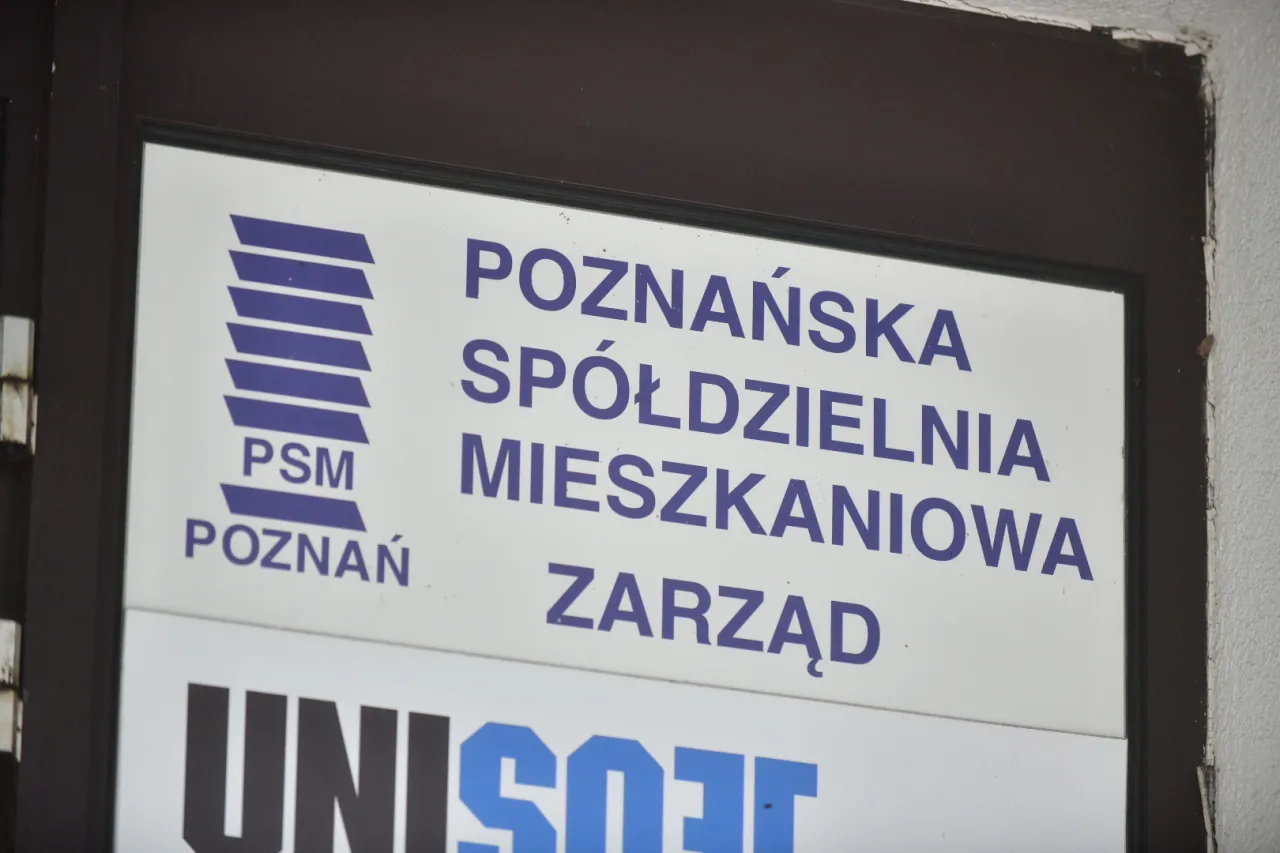 PSM
POZNAŃ
POZNAŃSKA
SPÓŁDZIELNIA
MIESZKANIOWA
ZARZĄD